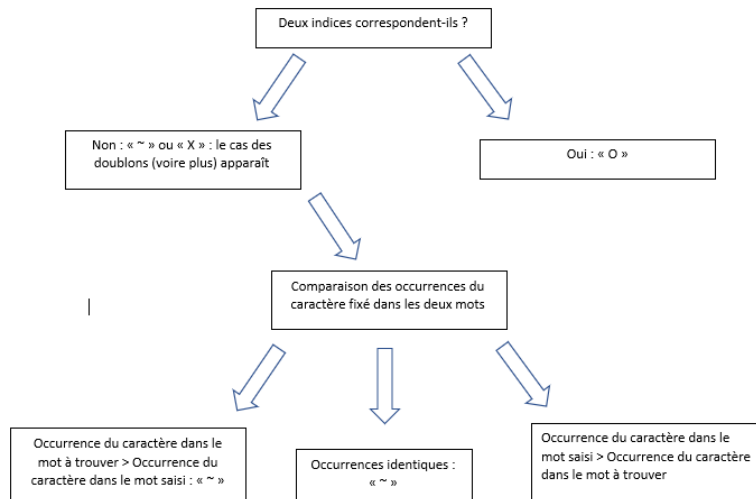 Deux indices correspondent-ils ?
Non : « ~ » ou « X » : le cas des
doublons (voire plus) apparaît
Oui : « O »
Comparaison des occurrences du
caractère fixé dans les deux mots
Occurrence du caractère dans le
mot à trouver > Occurrence du
caractère dans le mot saisi : « ~ »
Occurrences identiques :
« ~ »
Occurrence du caractère dans le
mot saisi > Occurrence du caractère
dans le mot à trouver